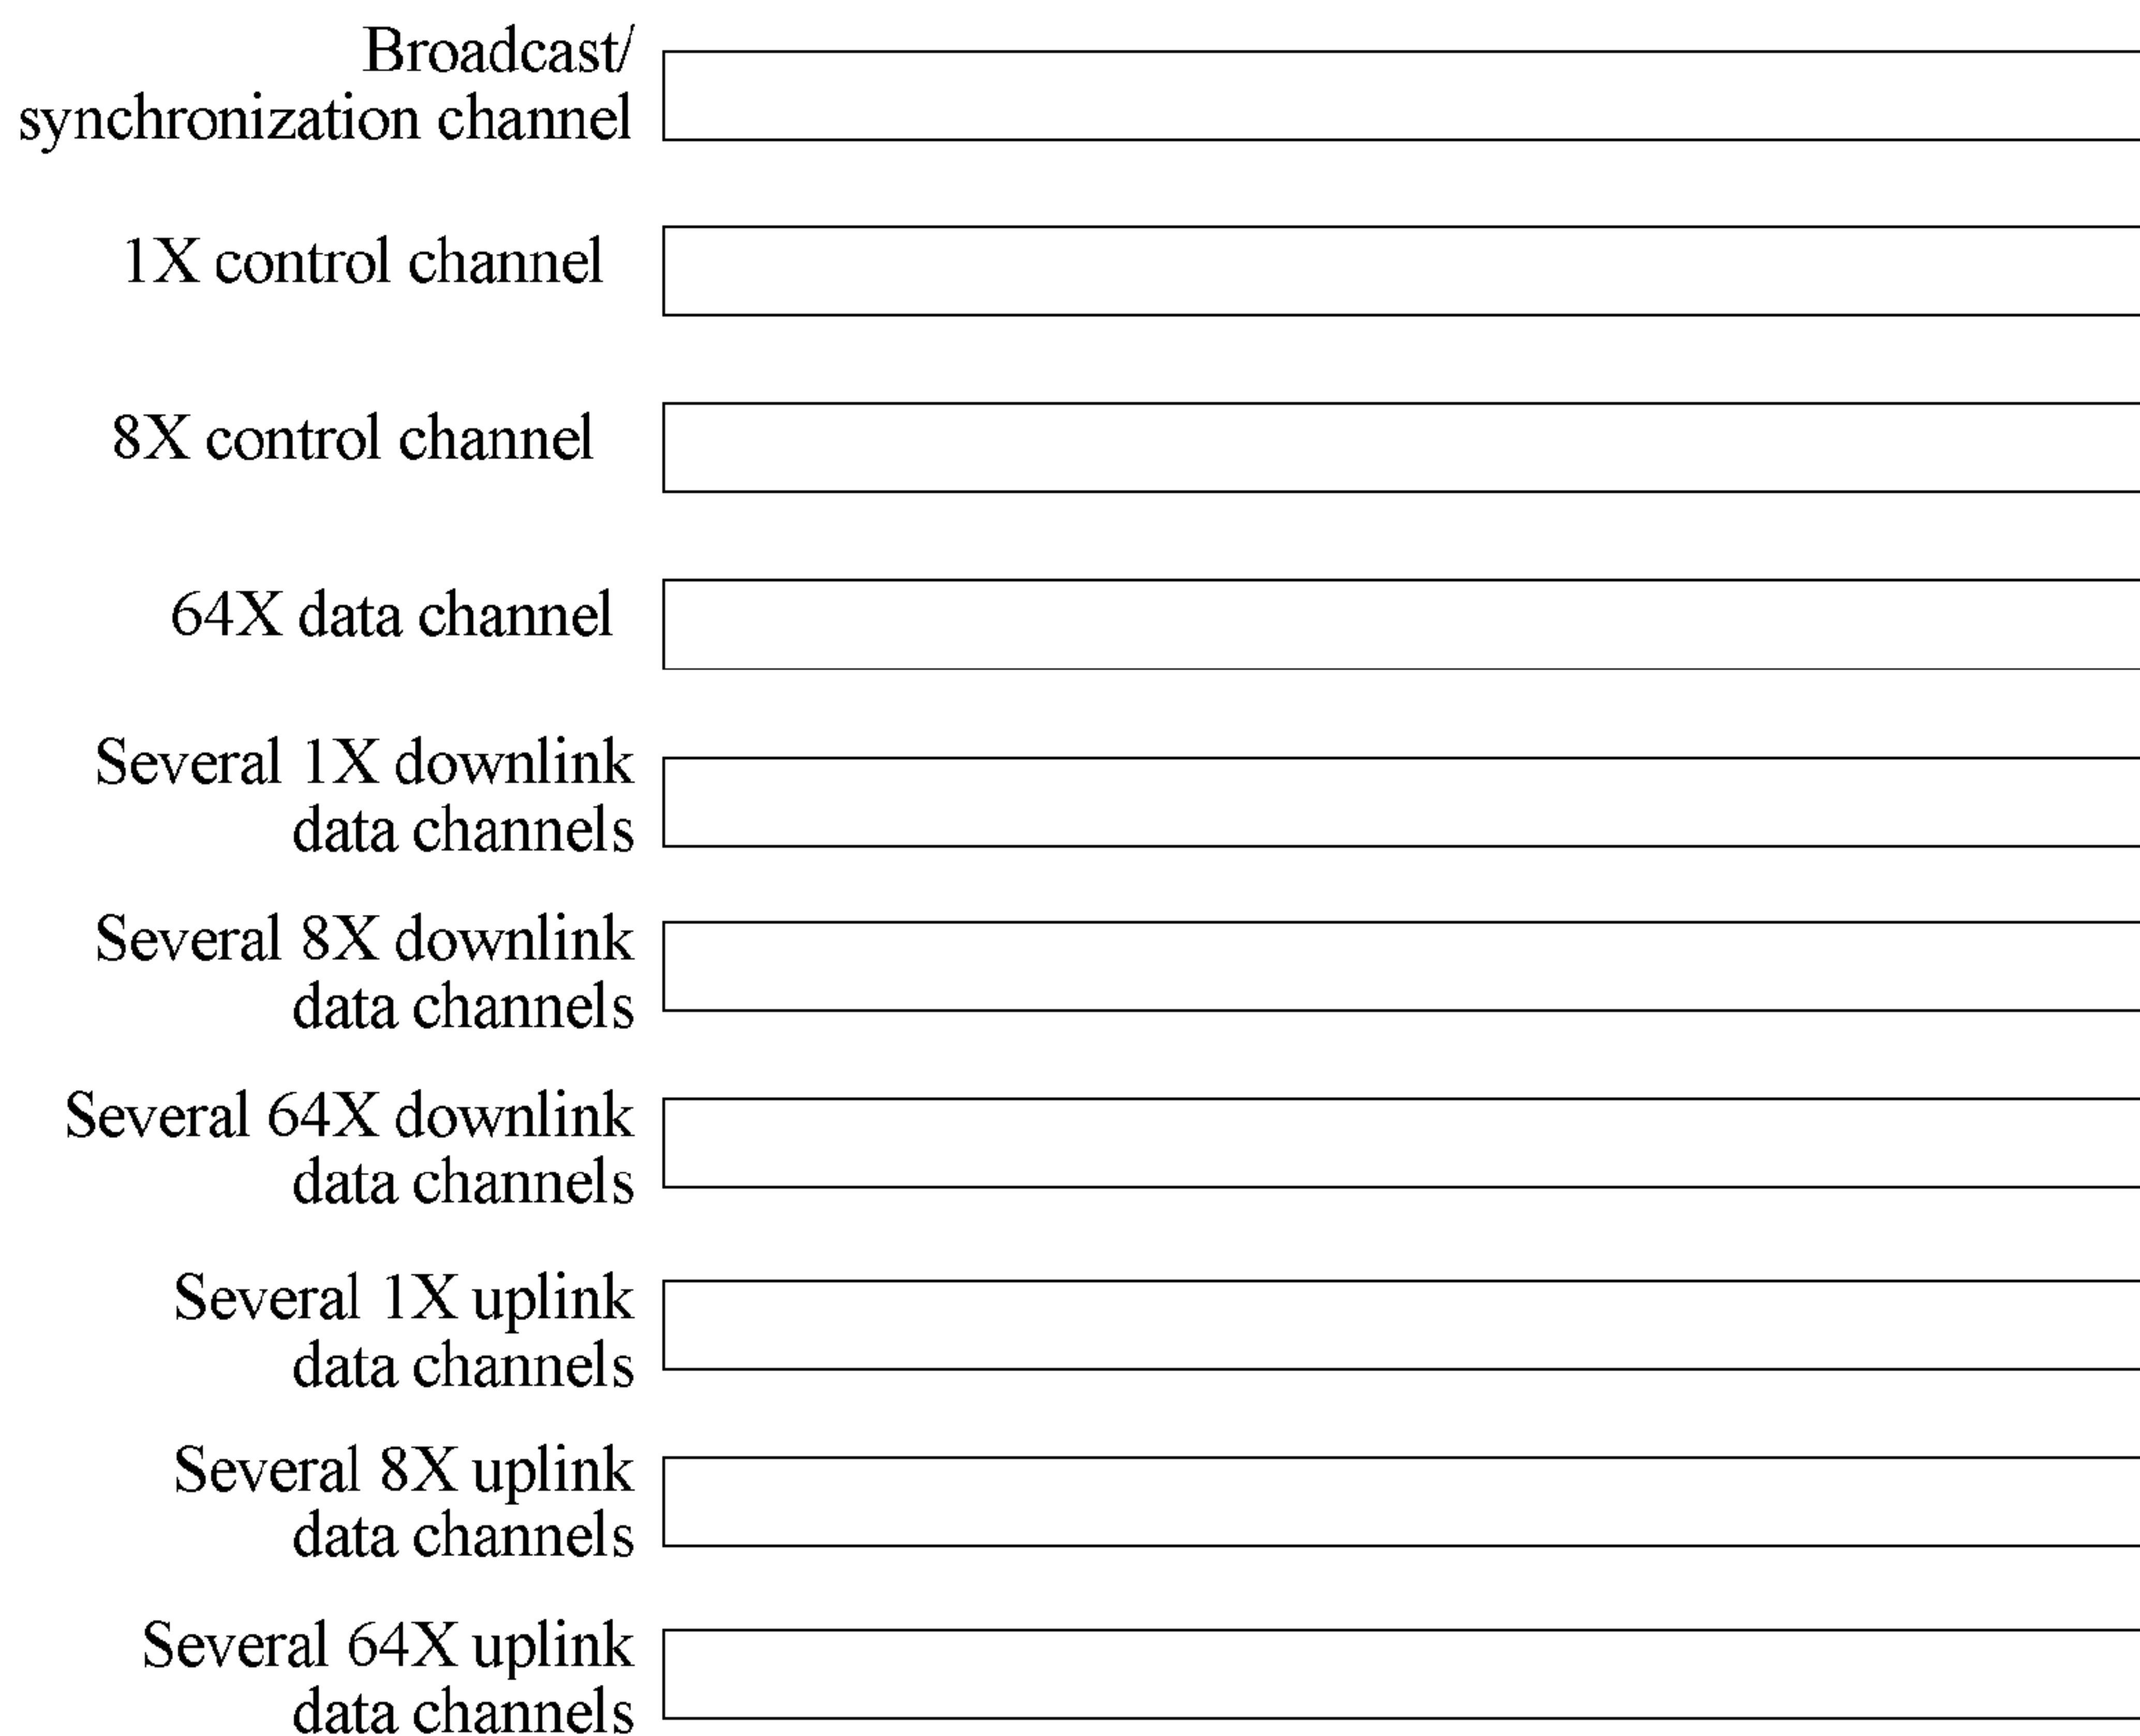 Broadcast/
synchronization channel
1X control channel
8X control channel
64X data channel
Several 1X downlink
data channels
Several 8X downlink
data channels
Several 64X downlink
data channels
Several 1X uplink
data channels
Several 8X uplink
data channels
Several 64X uplink
data channels